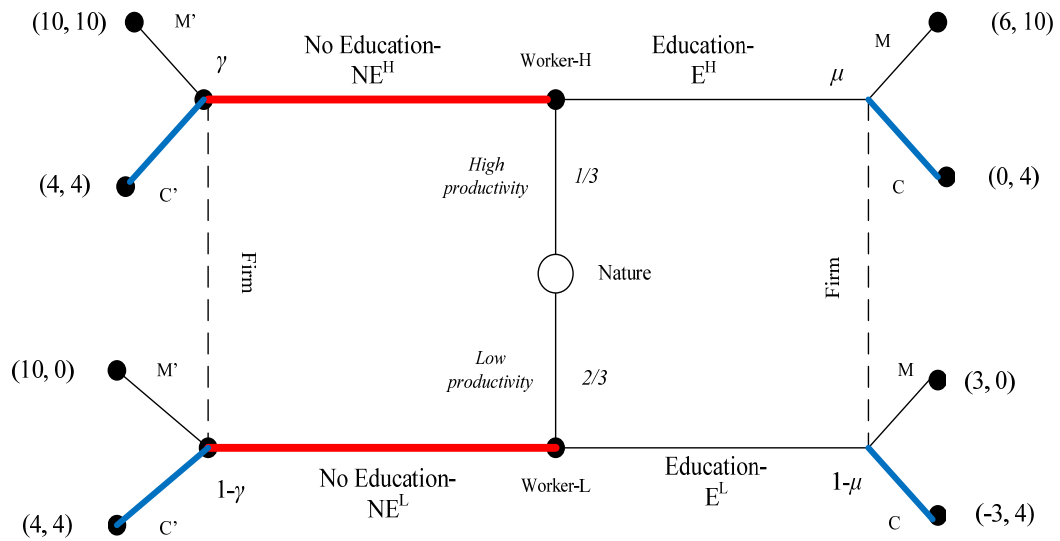 (10, 10)
M'
γ
No Education-
NE^H
Worker-H
Education-
E^H
μ
M
(6, 10)
(4, 4)
C'
High
productivity
1/3
C
(0, 4)
Firm
Nature
Firm
(10, 0)
M'
Low
productivity
2/3
M
(3, 0)
1-γ
No Education-
NE^L
Worker-L
Education-
E^L
1-μ
(4, 4)
C'
C
(-3, 4)